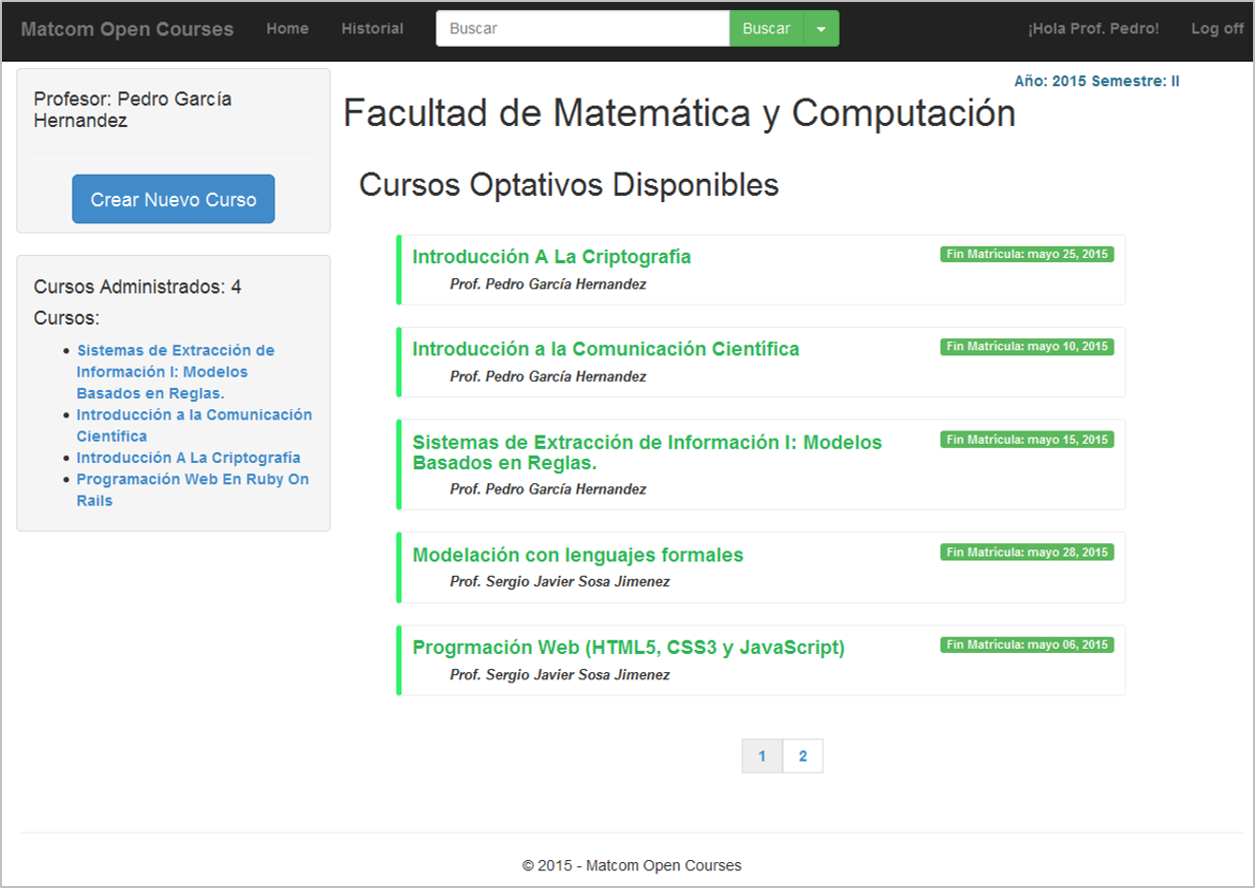 Matcom Open Courses
Home
Historial
Buscar
Buscar
¡Hola Prof. Pedro!
Log off
Profesor: Pedro García
Hernandez
Crear Nuevo Curso
Cursos Administrados: 4
Cursos:
Sistemas de Extracción de
Información I: Modelos
Basados en Reglas.
Introducción a la Comunicación
Científica
Introducción A La Criptografía
Programación Web En Ruby On
Rails
Año: 2015 Semestre: II
Facultad de Matemática y Computación
Cursos Optativos Disponibles
Introducción A La Criptografía
Fin Matrícula: mayo 25, 2015
Prof. Pedro García Hernandez
Introducción a la Comunicación Científica
Fin Matrícula: mayo 10, 2015
Prof. Pedro García Hernandez
Sistemas de Extracción de Información I: Modelos
Basados en Reglas.
Fin Matrícula: mayo 15, 2015
Prof. Pedro García Hernandez
Modelación con lenguajes formales
Fin Matrícula: mayo 28, 2015
Prof. Sergio Javier Sosa Jimenez
Progrmación Web (HTML5, CSS3 y JavaScript)
Fin Matrícula: mayo 06, 2015
Prof. Sergio Javier Sosa Jimenez
1
2
© 2015 - Matcom Open Courses